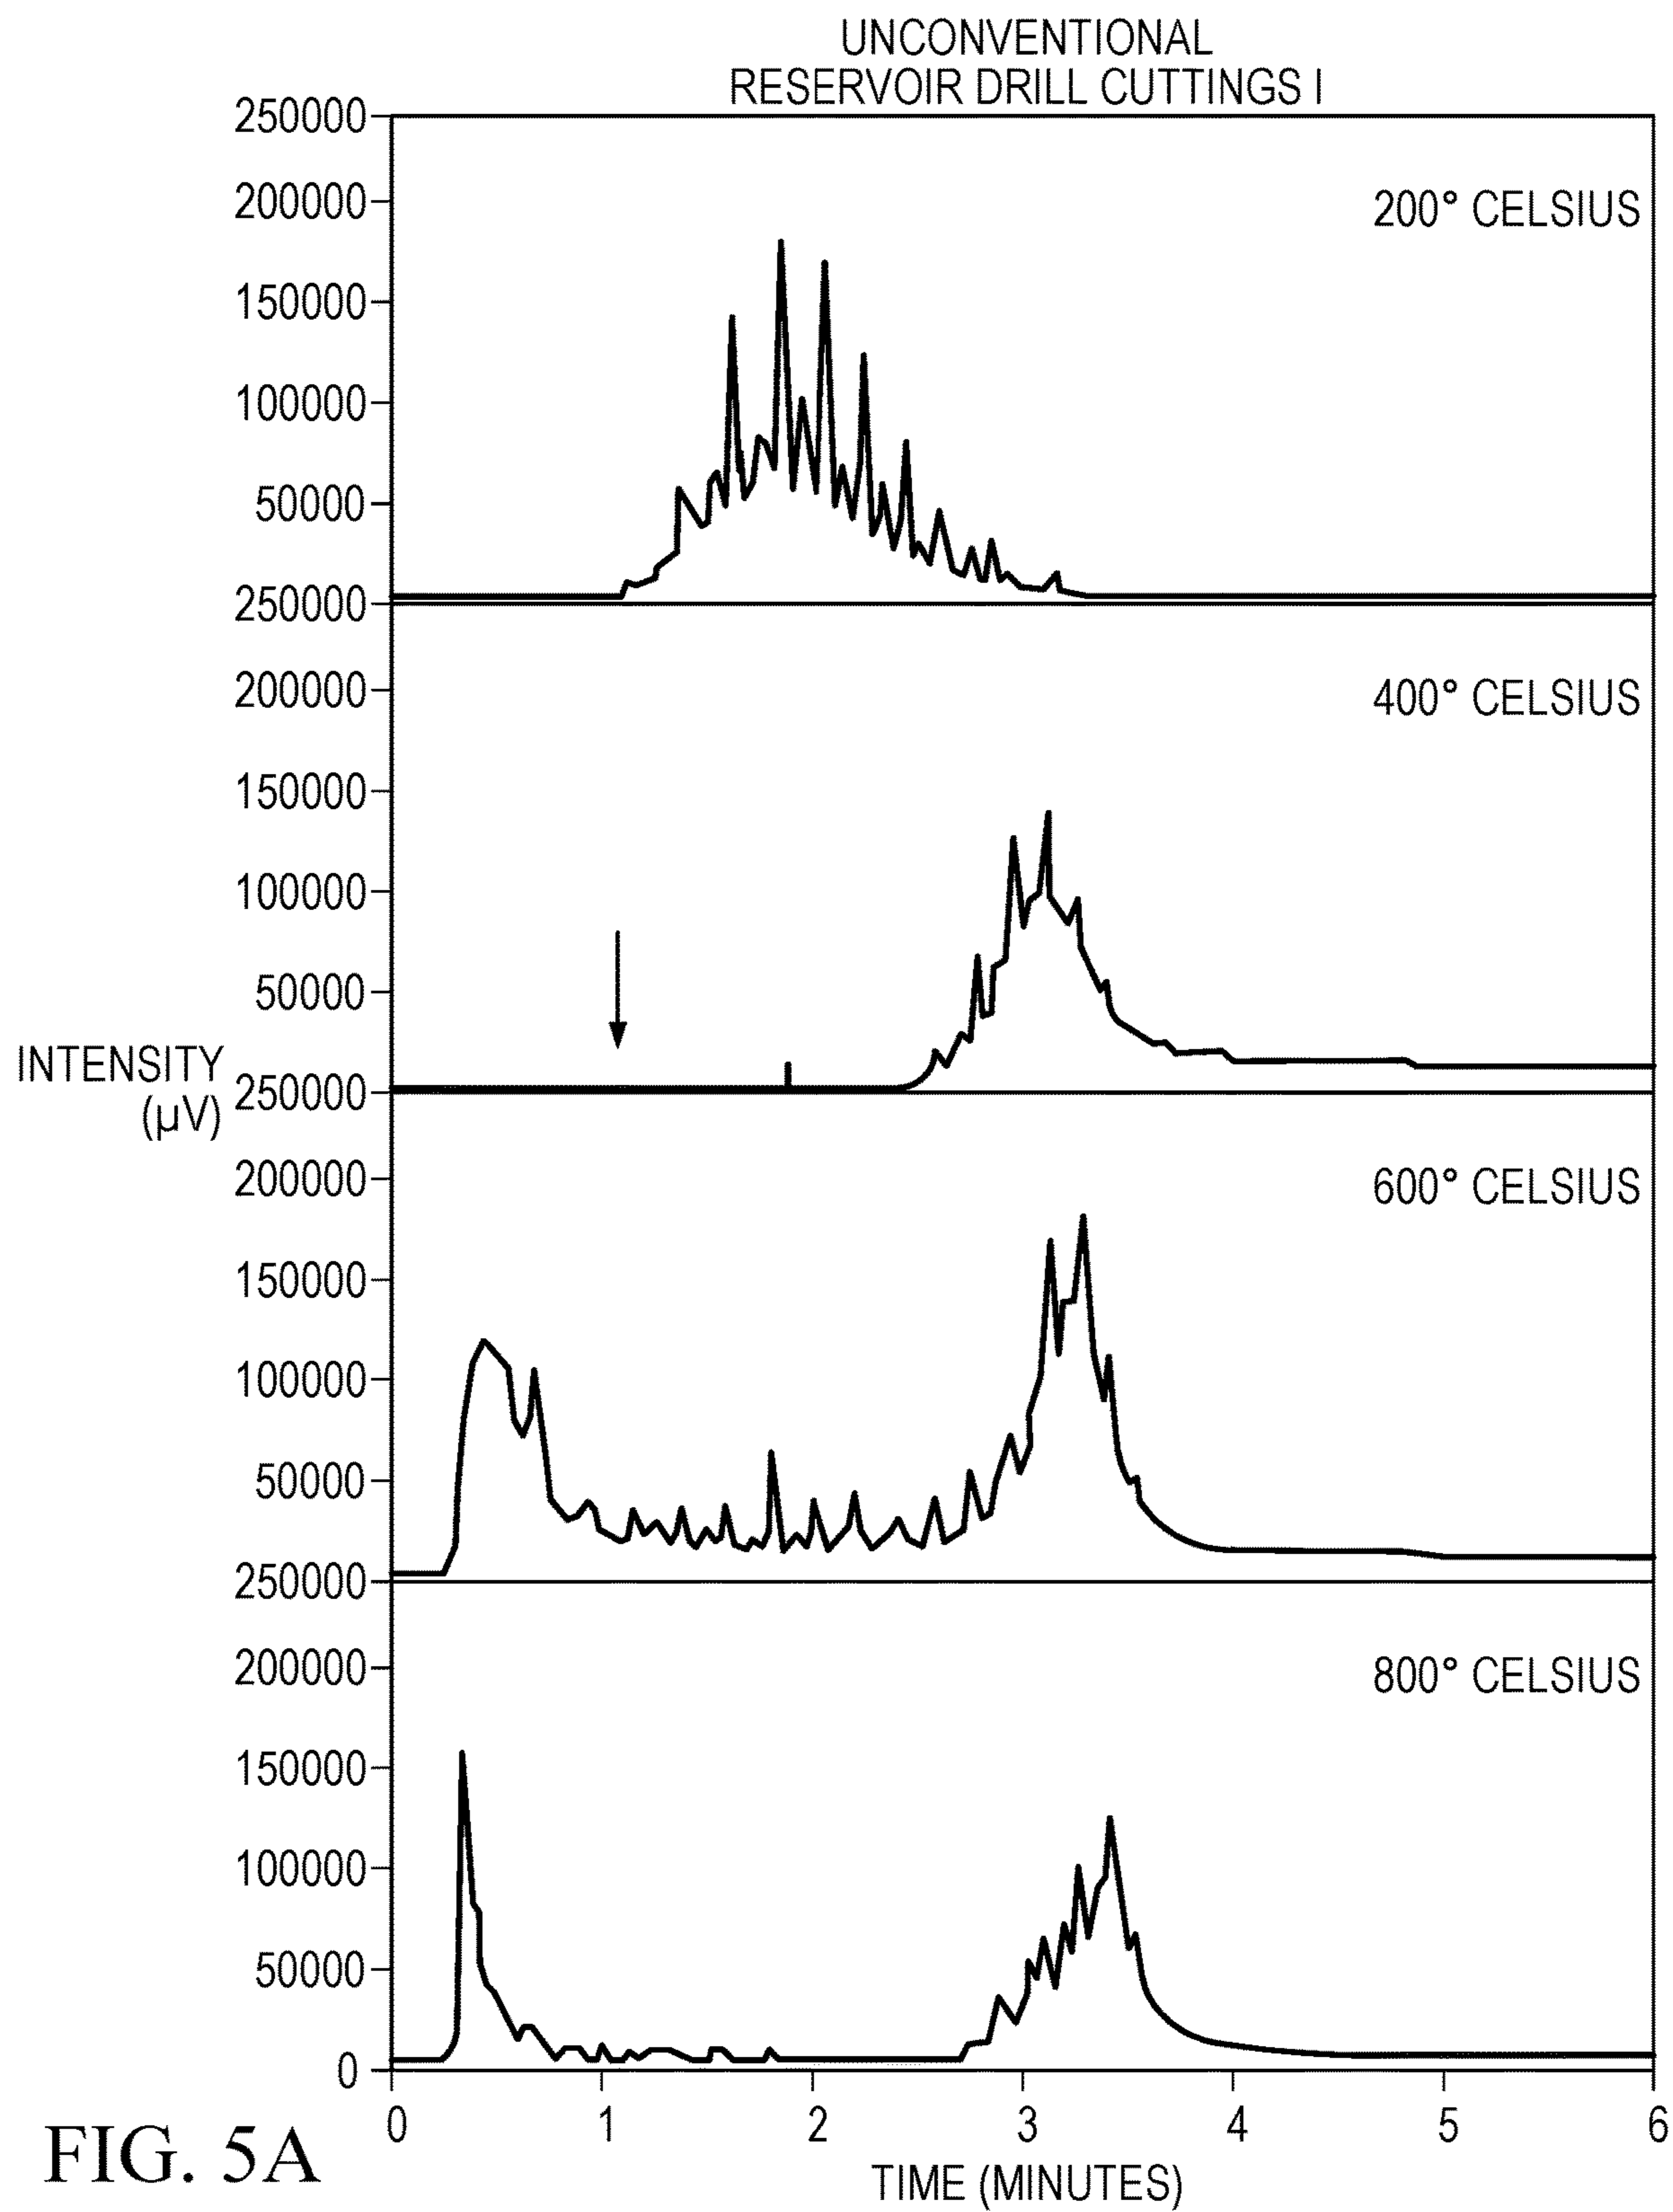 UNCONVENTIONAL
RESERVOIR DRILL CUTTINGS I
250000
200000
200° CELSIUS
150000
100000
50000
250000
200000
400° CELSIUS
150000
100000
50000
INTENSITY
(µV)
250000
200000
600° CELSIUS
150000
100000
50000
250000
200000
800° CELSIUS
150000
100000
50000
0
0 1 2 3 4 5 6
TIME (MINUTES)
FIG. 5A